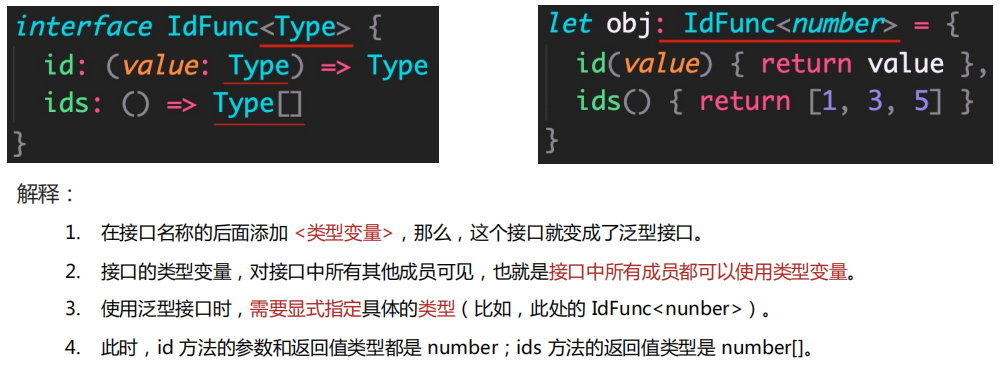 interface IdFunc<Type> {
id: (value: Type) => Type
ids: () => Type[]
}
let obj: IdFunc<number> = {
id(value) { return value },
ids() { return [1, 3, 5] }
}
解释：
1. 在接口名称的后面添加 <类型变量>，那么，这个接口就变成了泛型接口。
2. 接口的类型变量，对接口中所有其他成员可见，也就是接口中所有成员都可以使用类型变量。
3. 使用泛型接口时，需要显式指定具体的类型（比如，此处的 IdFunc<nunber>）。
4. 此时，id 方法的参数和返回值类型都是 number；ids 方法的返回值类型是 number[]。